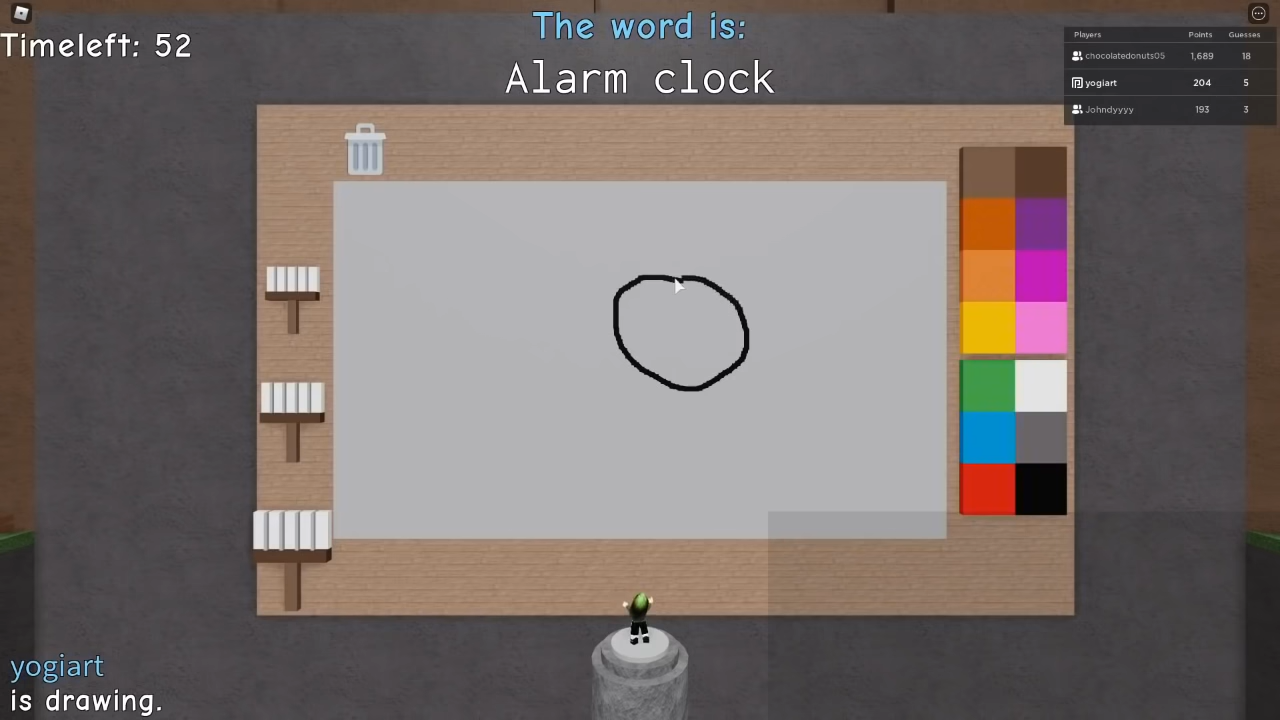 The word is:
Timeleft: 52
Alarm clock
Players Points Guesses
chocolatedonuts05 1,689 18
yogiart 204 5
Johndyyyy 193 3
yogiart
is drawing.